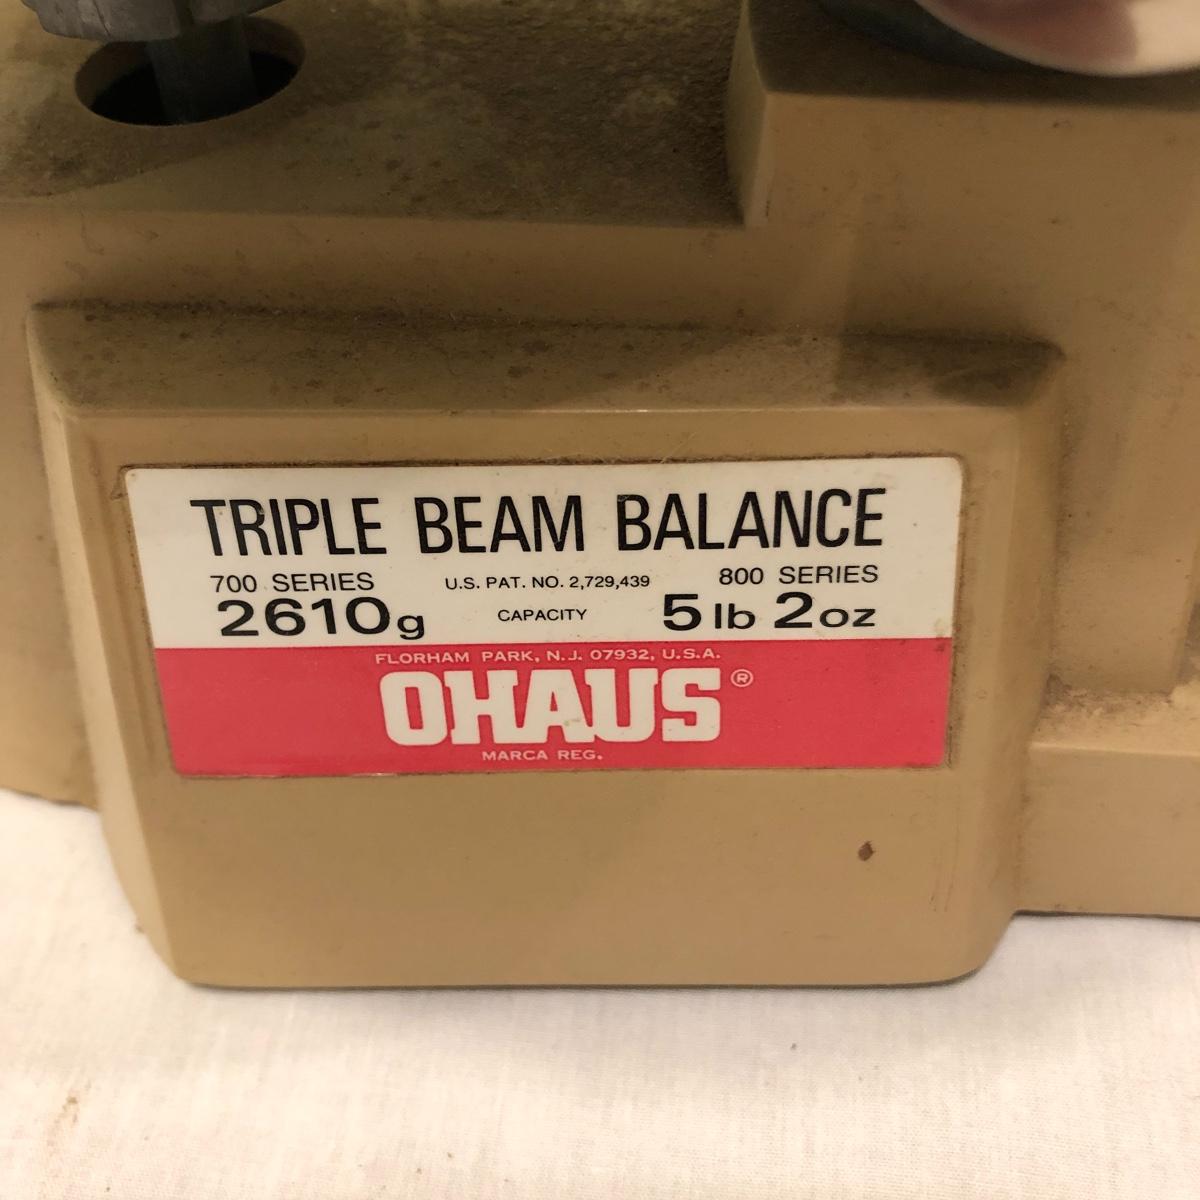 TRIPLE BEAM BALANCE
700 SERIES U.S. PAT. NO. 2,729,439 800 SERIES
2610g CAPACITY 5 lb 2 oz
FLORHAM PARK, N.J. 07932, U.S.A.
OHAUS®
MARCA REG.